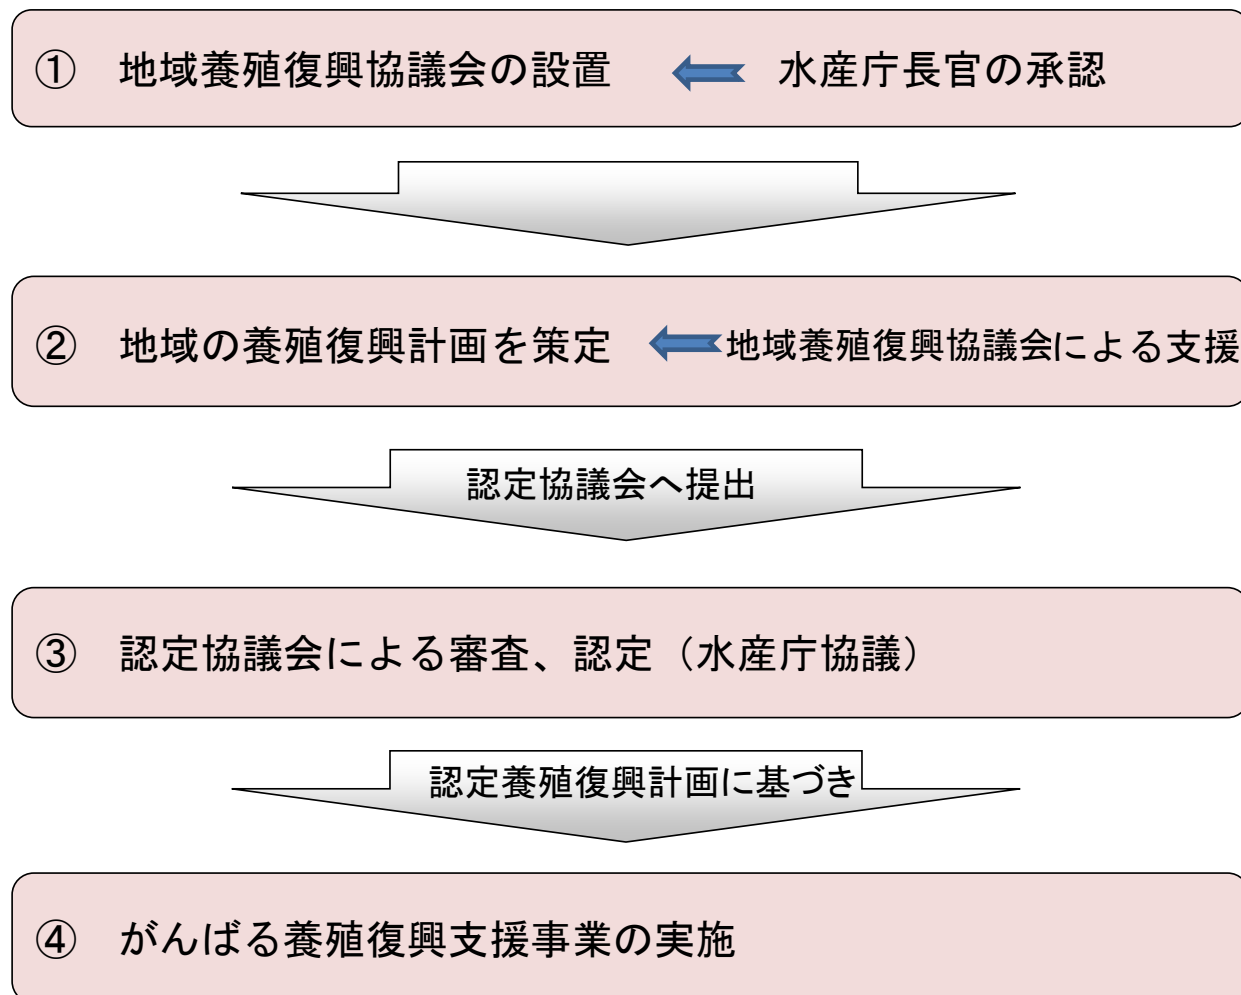 ① 地域養殖復興協議会の設置 水産庁長官の承認
② 地域の養殖復興計画を策定 地域養殖復興協議会による支援
認定協議会へ提出
③ 認定協議会による審査、認定（水産庁協議）
認定養殖復興計画に基づき
④ がんばる養殖復興支援事業の実施